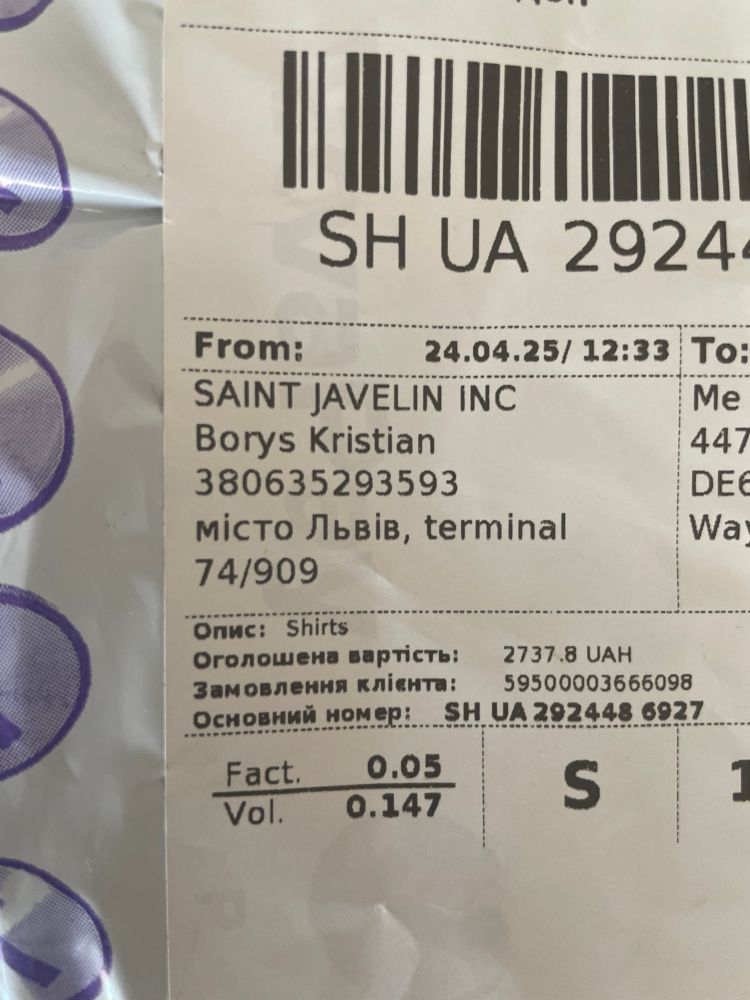 SH UA 29244
From: 24.04.25/ 12:33 To:
SAINT JAVELIN INC
Borys Kristian
380635293593
місто Львів, terminal
74/909
Me
447
DE6
Way
Опис: Shirts
Оголошена вартість: 2737.8 UAH
Замовлення клієнта: 59500003666098
Основний номер: SH UA 292448 6927
Fact. 0.05
Vol. 0.147
S
1